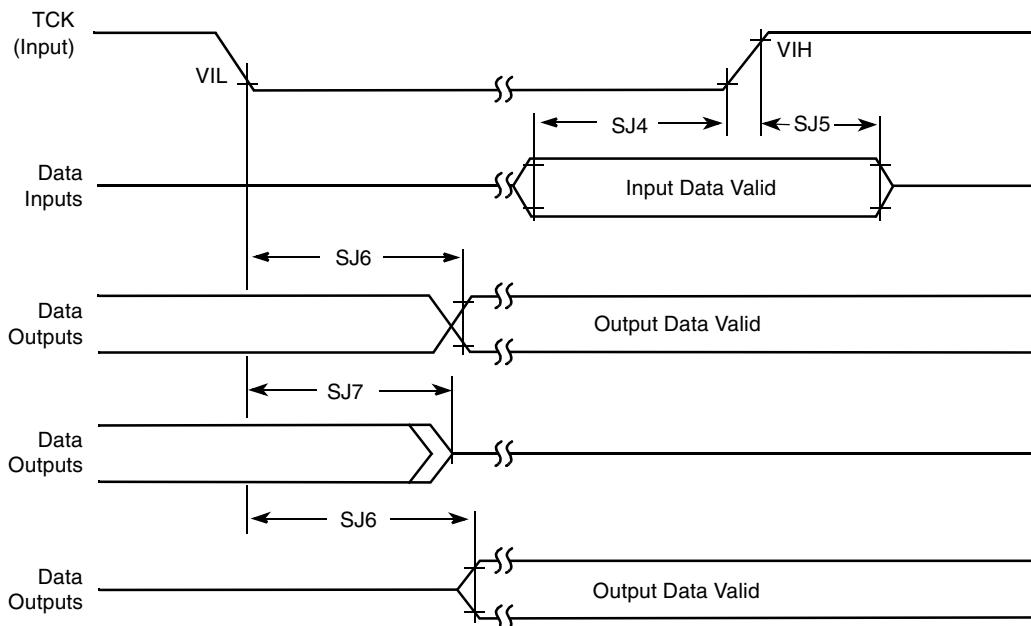 TCK
(Input)
VIL
VIH
SJ4
SJ5
Data
Inputs
Input Data Valid
SJ6
Data
Outputs
Output Data Valid
SJ7
Data
Outputs
SJ6
Data
Outputs
Output Data Valid